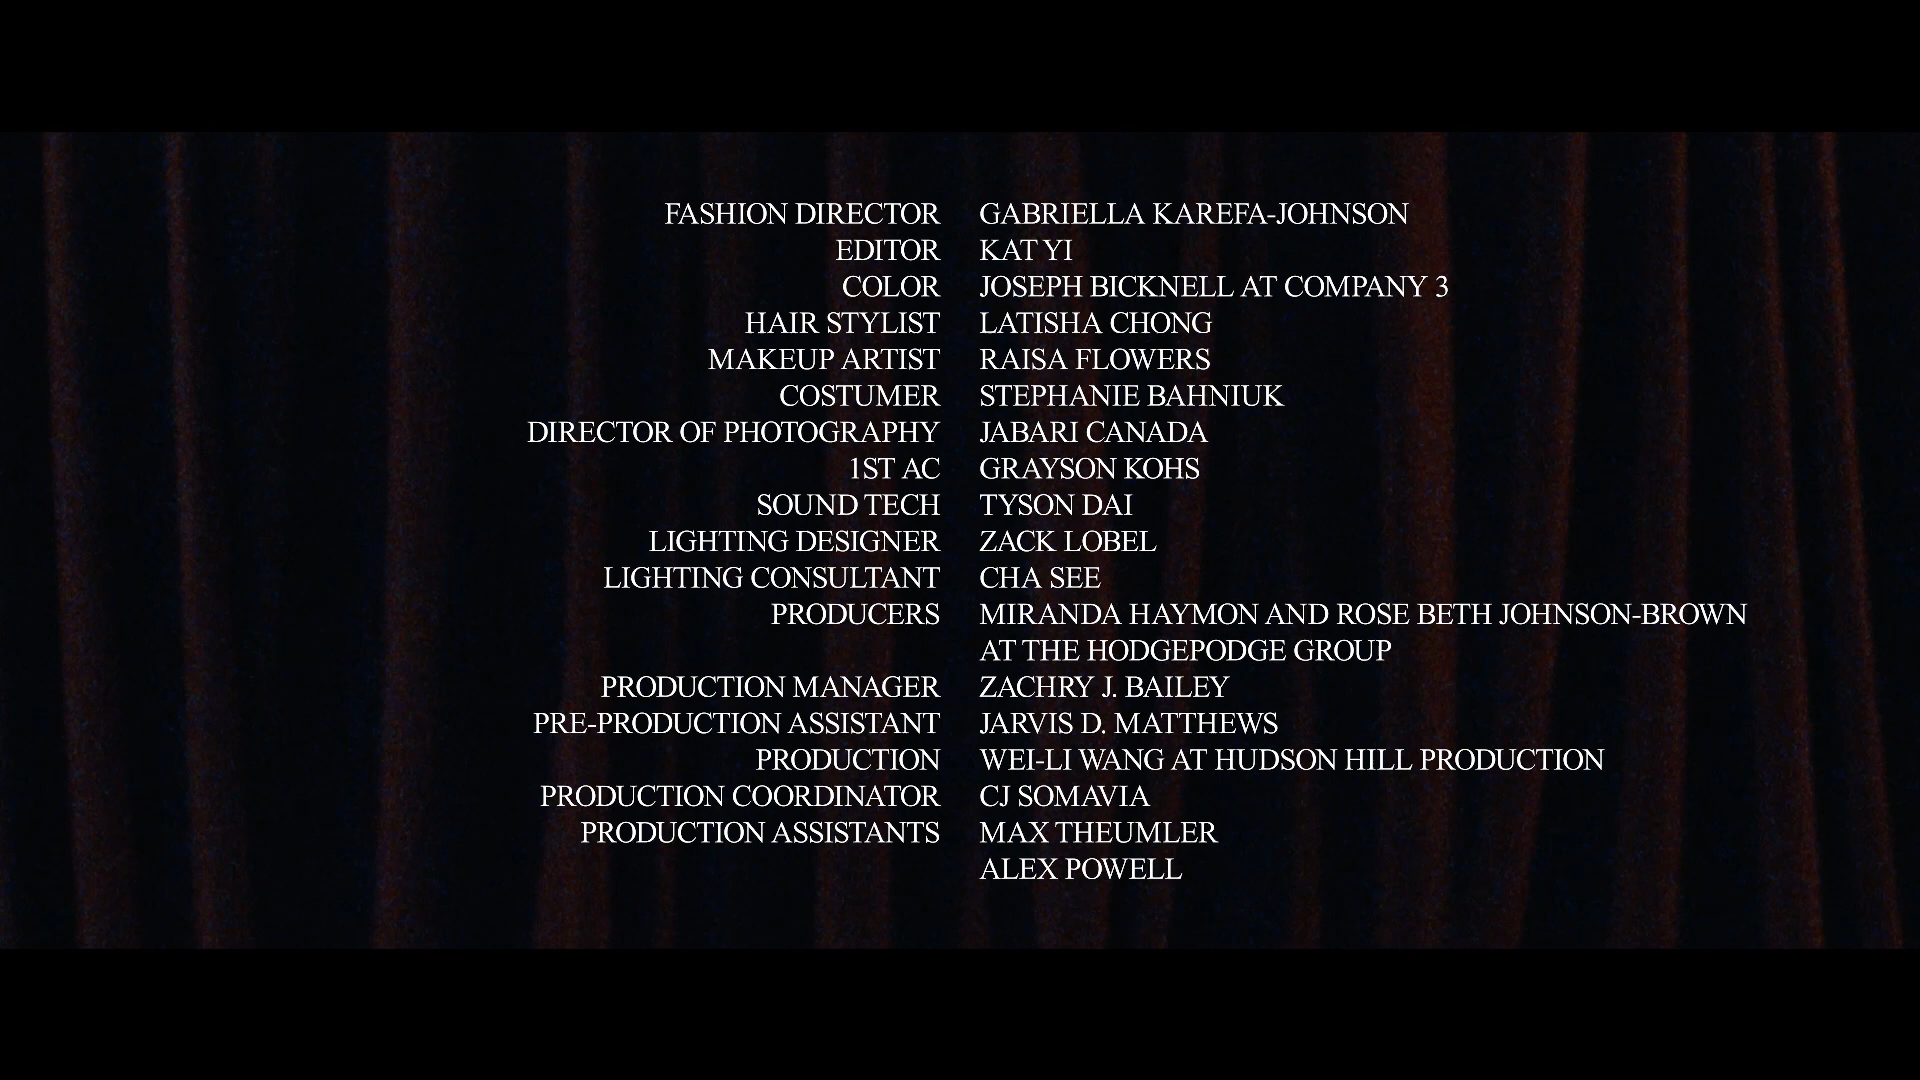 FASHION DIRECTOR GABRIELLA KAREFA-JOHNSON
EDITOR KAT YI
COLOR JOSEPH BICKNELL AT COMPANY 3
HAIR STYLIST LATISHA CHONG
MAKEUP ARTIST RAISA FLOWERS
COSTUMER STEPHANIE BAHNIUK
DIRECTOR OF PHOTOGRAPHY JABARI CANADA
1ST AC GRAYSON KOHS
SOUND TECH TYSON DAI
LIGHTING DESIGNER ZACK LOBEL
LIGHTING CONSULTANT CHA SEE
PRODUCERS MIRANDA HAYMON AND ROSE BETH JOHNSON-BROWN
AT THE HODGEPODGE GROUP
PRODUCTION MANAGER ZACHRY J. BAILEY
PRE-PRODUCTION ASSISTANT JARVIS D. MATTHEWS
PRODUCTION WEI-LI WANG AT HUDSON HILL PRODUCTION
PRODUCTION COORDINATOR CJ SOMAVIA
PRODUCTION ASSISTANTS MAX THEUMLER
ALEX POWELL